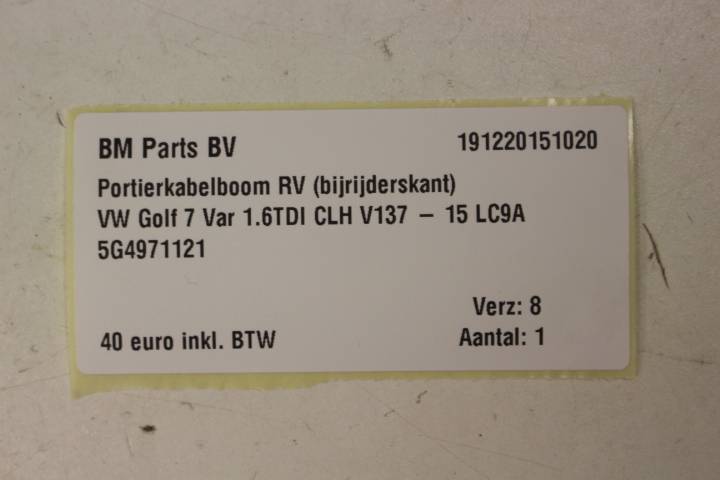 BM Parts BV 191220151020
Portierkabelboom RV (bijrijderskant)
VW Golf 7 Var 1.6TDI CLH V137 – 15 LC9A
5G4971121
Verz: 8
40 euro inkl. BTW Aantal: 1